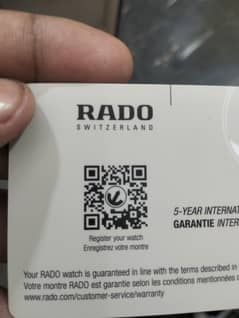 RADO
SWITZERLAND
Register your watch
Enregistrez votre montre
5-YEAR
GARANTIE
Your RADO watch is guaranteed in line with the terms described in
Votre montre RADO est garantie selon les conditions mentionnées
www.rado.com/customer-service/warranty